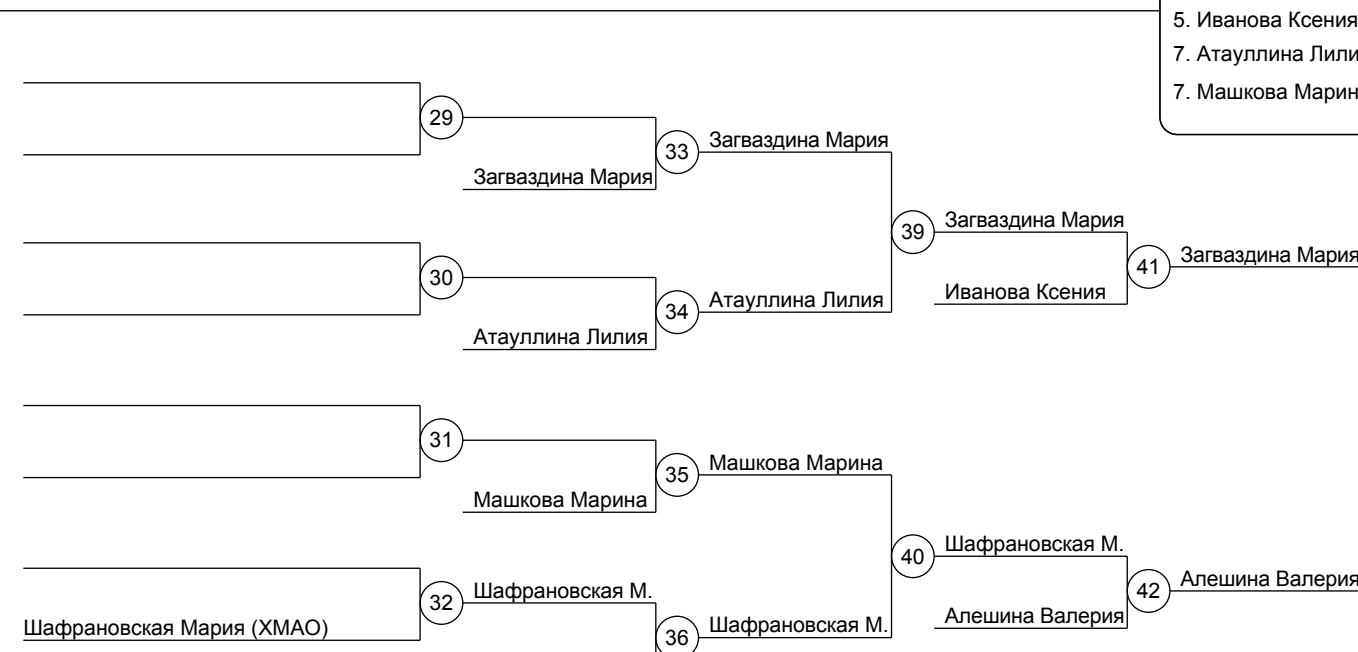 5. Иванова Ксения
7. Атауллина Лили
7. Машкова Марин
29
33
Загваздина Мария
Загваздина Мария
39
Загваздина Мария
41
Загваздина Мария
30
34
Атауллина Лилия
Иванова Ксения
Атауллина Лилия
31
35
Машкова Марина
Машкова Марина
40
Шафрановская М.
32
Шафрановская М.
42
Алешина Валерия
Шафрановская Мария (ХМАО)
36
Шафрановская М.
Алешина Валерия